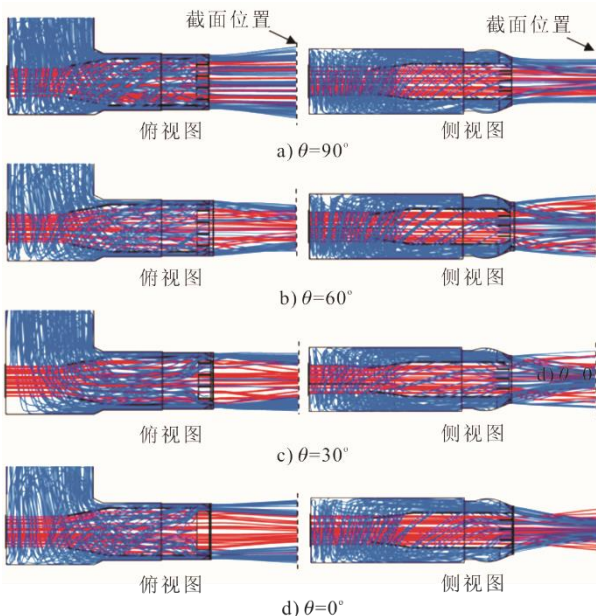 截面位置
截面位置
俯视图
侧视图
a) θ=90°
俯视图
侧视图
b) θ=60°
俯视图
侧视图
c) θ=30°
俯视图
侧视图
d) θ=0°